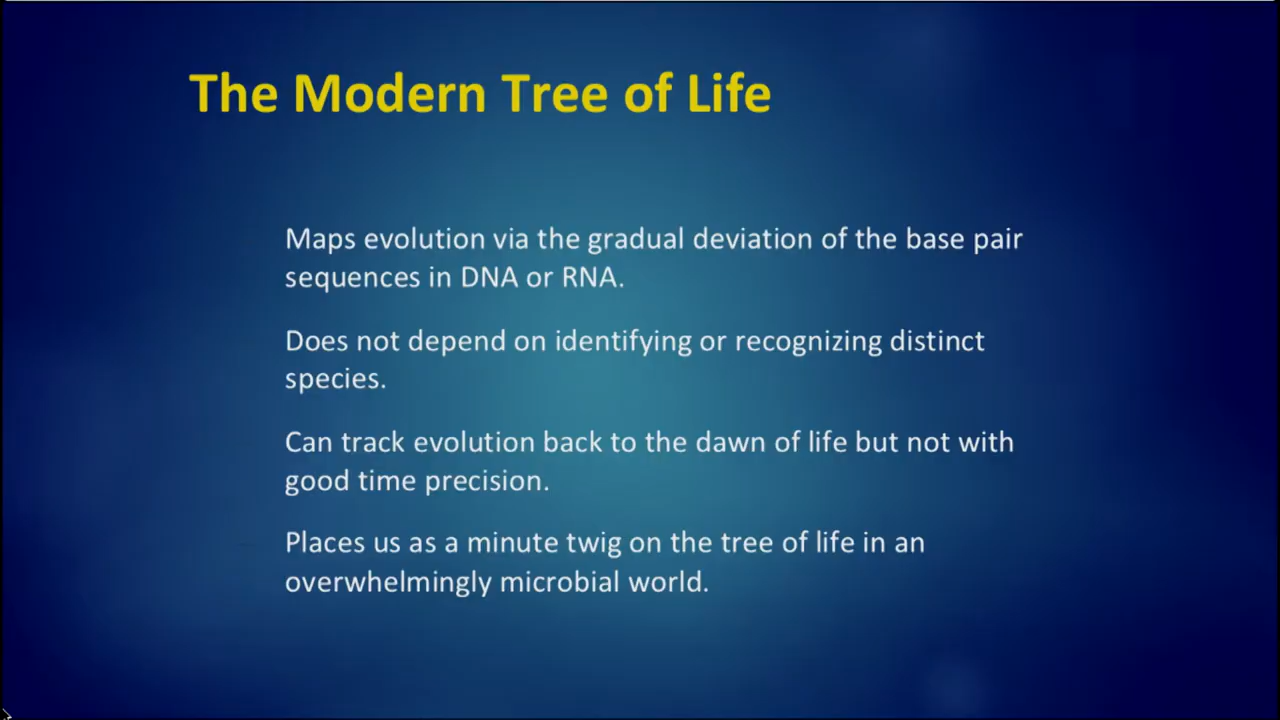 The Modern Tree of Life
Maps evolution via the gradual deviation of the base pair
sequences in DNA or RNA.
Does not depend on identifying or recognizing distinct
species.
Can track evolution back to the dawn of life but not with
good time precision.
Places us as a minute twig on the tree of life in an
overwhelmingly microbial world.